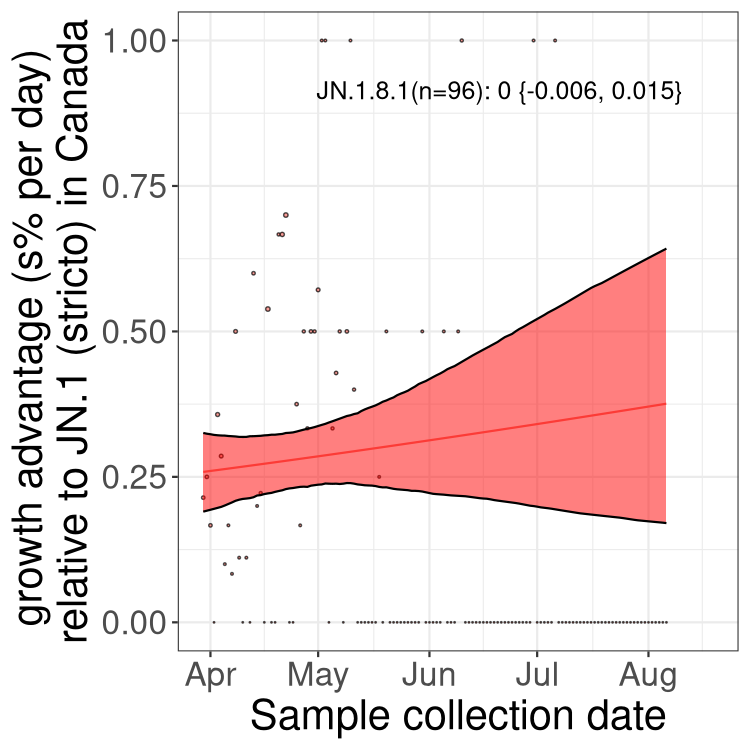 growth advantage (s% per day)
relative to JN.1 (stricto) in Canada
1.00
0.75
0.50
0.25
0.00
JN.1.8.1(n=96): 0 {-0.006, 0.015}
Apr May Jun Jul Aug
Sample collection date